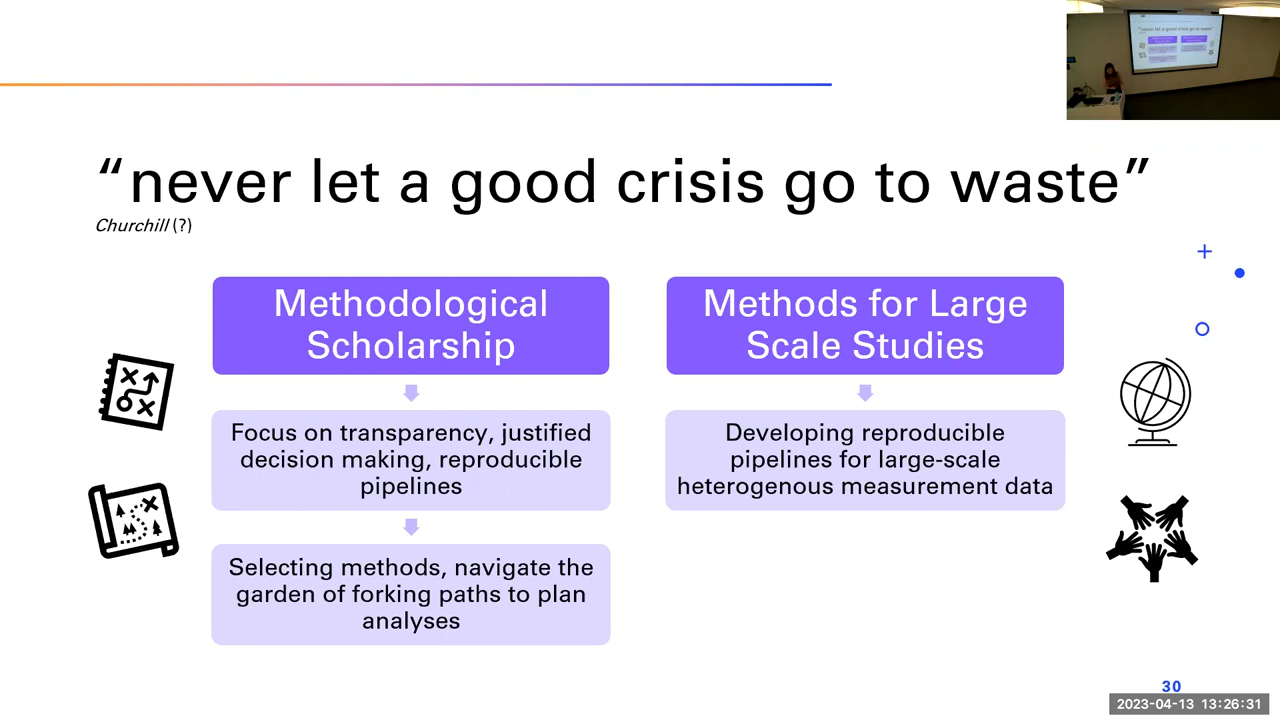 “never let a good crisis go to waste”
Churchill (?)
Methodological
Scholarship
Focus on transparency, justified
decision making, reproducible
pipelines
Selecting methods, navigate the
garden of forking paths to plan
analyses
Methods for Large
Scale Studies
Developing reproducible
pipelines for large-scale
heterogenous measurement data
30
2023-04-13 13:26:31